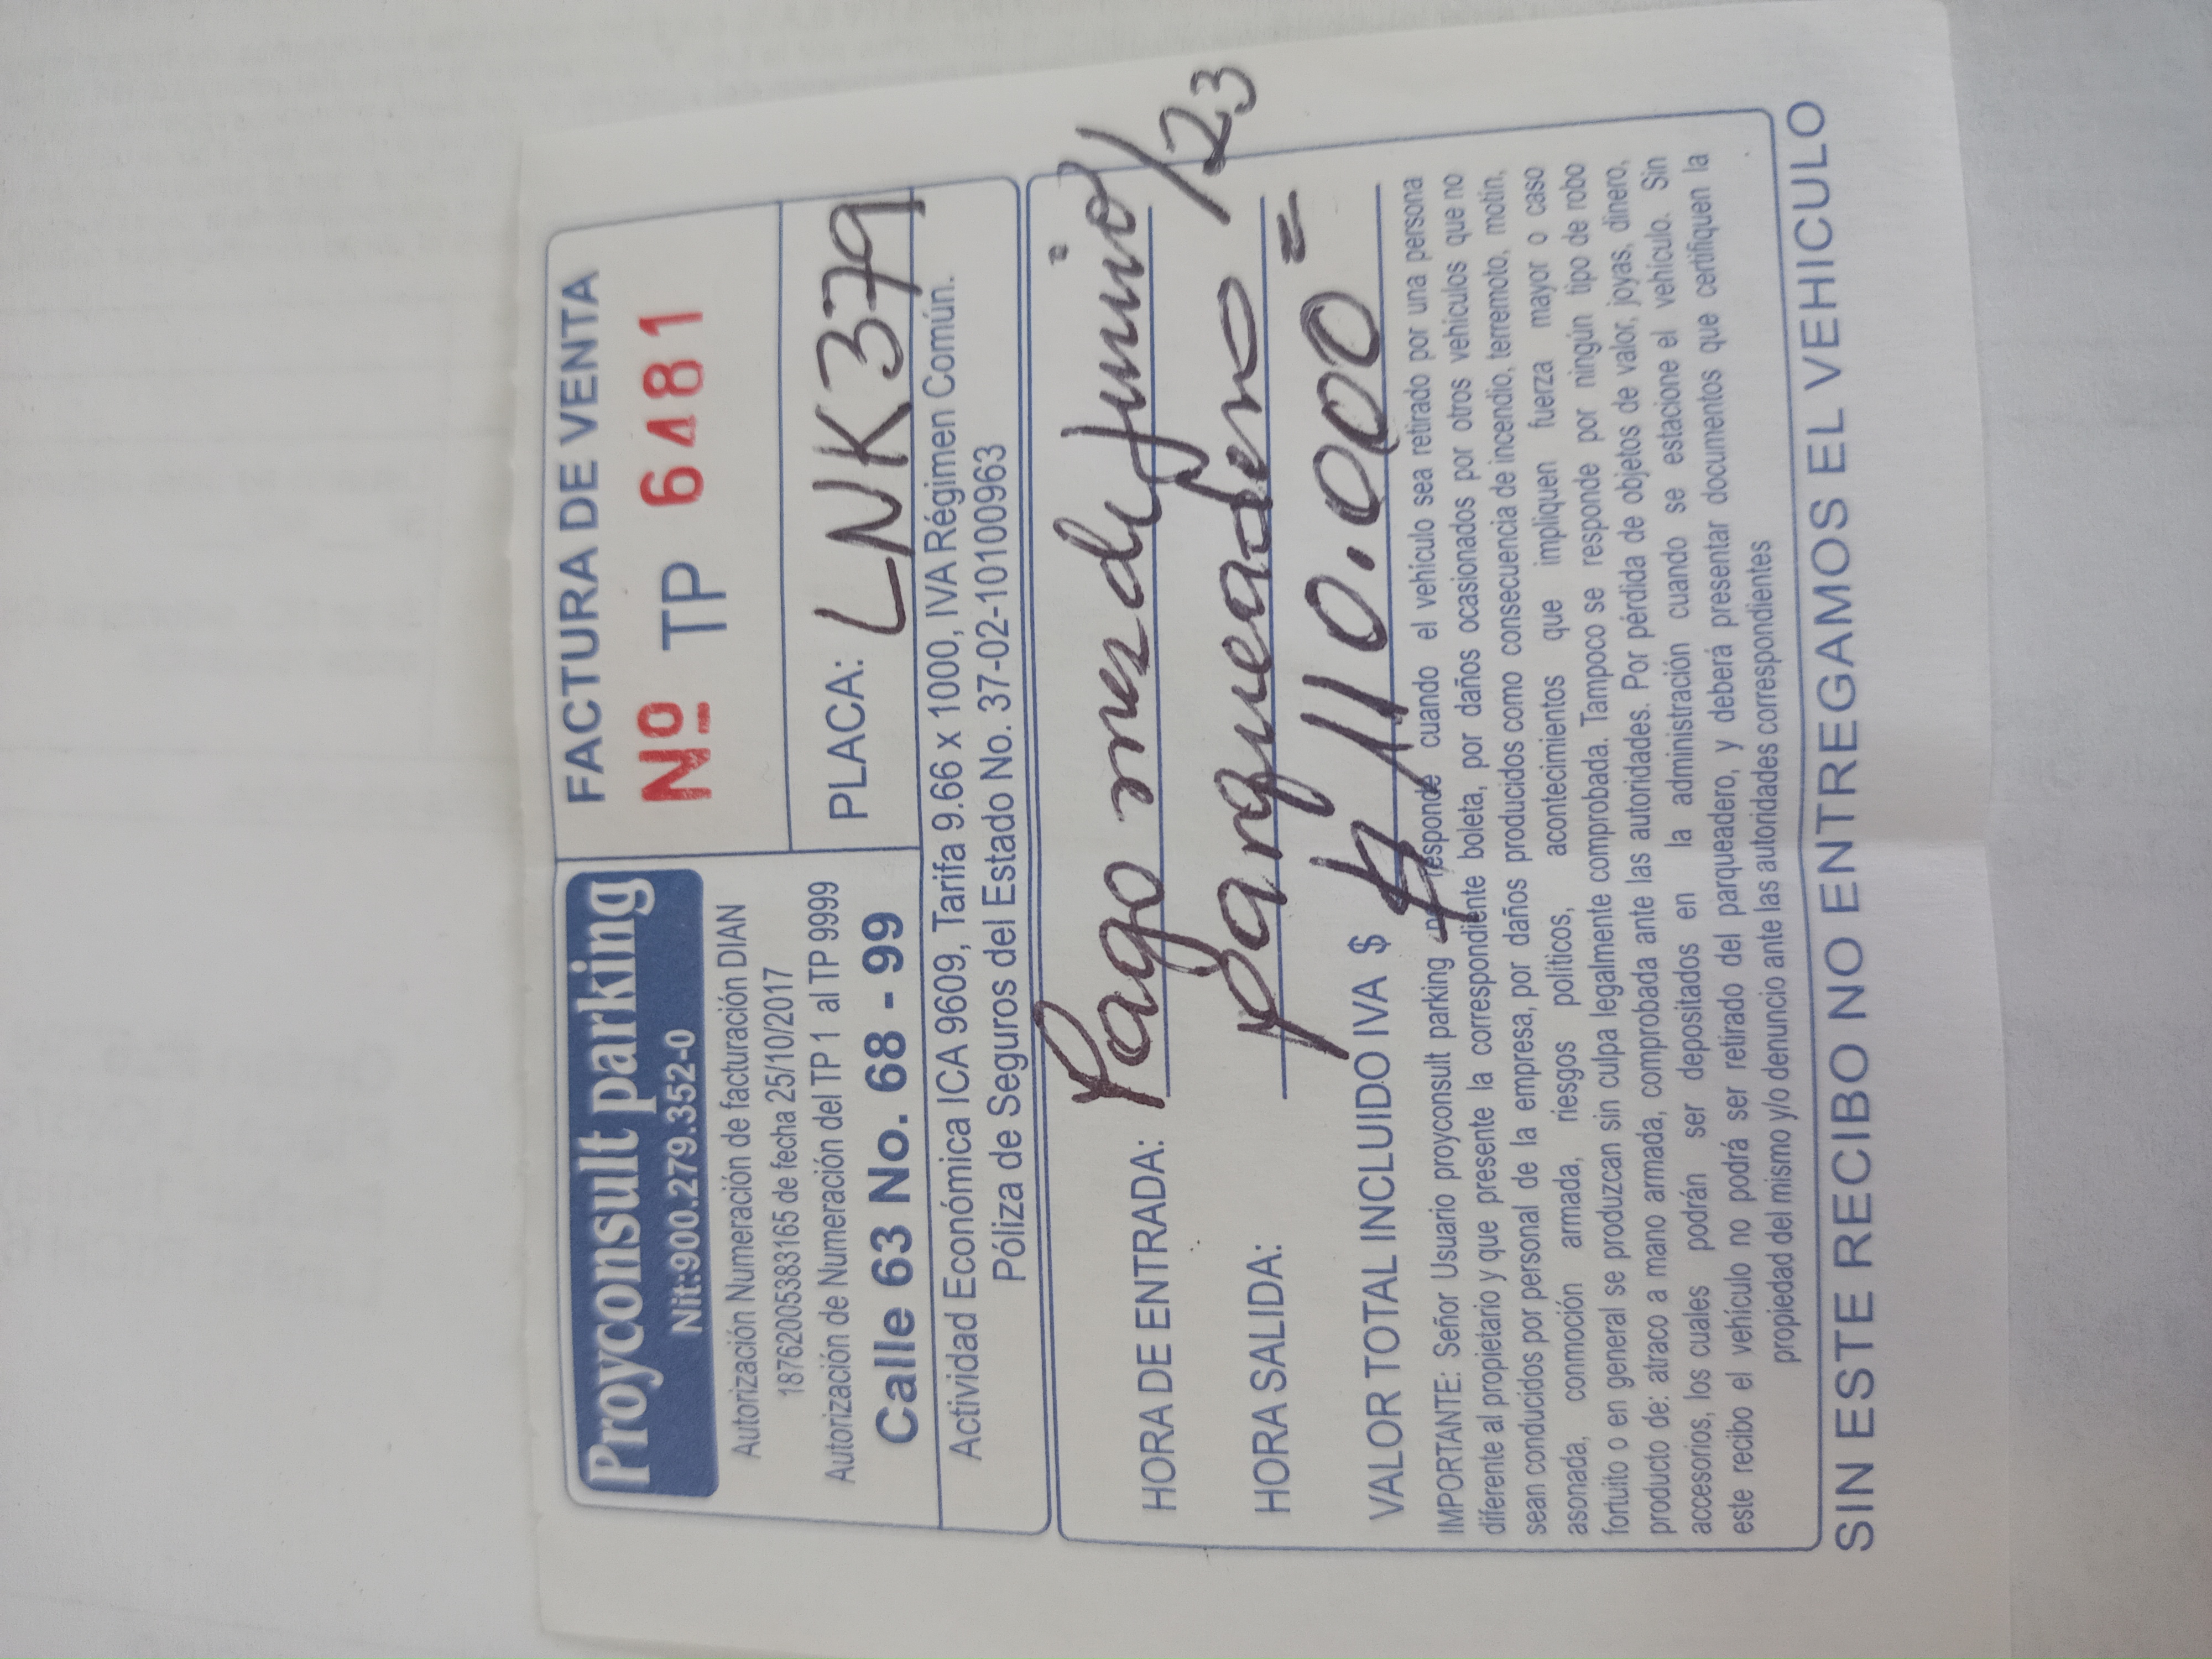 Proyconsult parking
Nit:900.279.352-0
Autorización Numeración de facturación DIAN
18762005383165 de fecha 25/10/2017
Autorización de Numeración del TP 1 al TP 9999
Calle 63 No. 68 - 99
FACTURA DE VENTA
Nº TP 6481
PLACA: LNK379
Actividad Económica ICA 9609, Tarifa 9.66 x 1000, IVA Régimen Común.
Póliza de Seguros del Estado No. 37-02-101000963
HORA DE ENTRADA: Pago mes de junio /23
HORA SALIDA: parqueadero
VALOR TOTAL INCLUIDO IVA $ $ 110.000=
IMPORTANTE: Señor Usuario proyconsult parking no responde cuando el vehículo sea retirado por una persona
diferente al propietario y que presente la correspondiente boleta, por daños ocasionados por otros vehículos que no
sean conducidos por personal de la empresa, por daños producidos como consecuencia de incendio, terremoto, motín,
asonada, conmoción armada, riesgos políticos, acontecimientos que impliquen fuerza mayor o caso
fortuito o en general se produzcan sin culpa legalmente comprobada. Tampoco se responde por ningún tipo de robo
producto de: atraco a mano armada, comprobada ante las autoridades. Por pérdida de objetos de valor, joyas, dinero,
accesorios, los cuales podrán ser depositados en la administración cuando se estacione el vehículo. Sin
este recibo el vehículo no podrá ser retirado del parqueadero, y deberá presentar documentos que certifiquen la
propiedad del mismo y/o denuncio ante las autoridades correspondientes
SIN ESTE RECIBO NO ENTREGAMOS EL VEHICULO